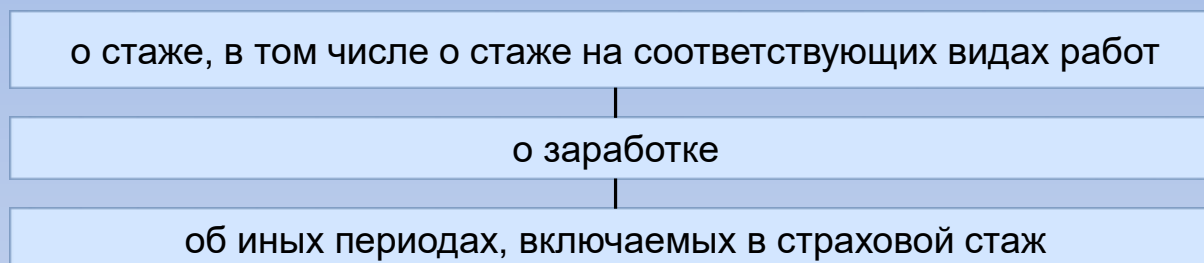 о стаже, в том числе о стаже на соответствующих видах работ
о заработке
об иных периодах, включаемых в страховой стаж